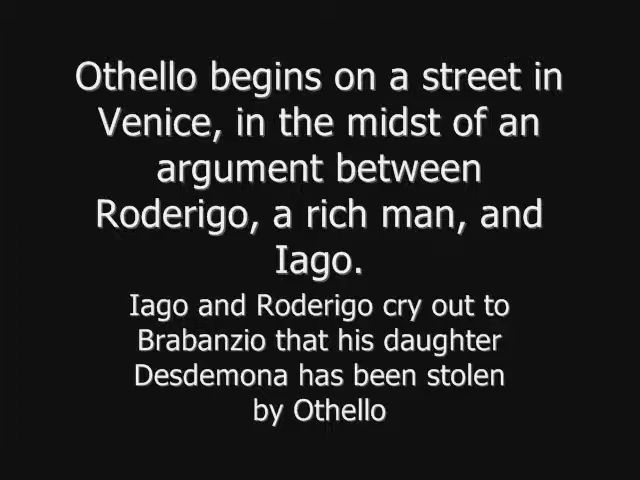 Othello begins on a street in
Venice, in the midst of an
argument between
Roderigo, a rich man, and
Iago.
Iago and Roderigo cry out to
Brabanzio that his daughter
Desdemona has been stolen
by Othello